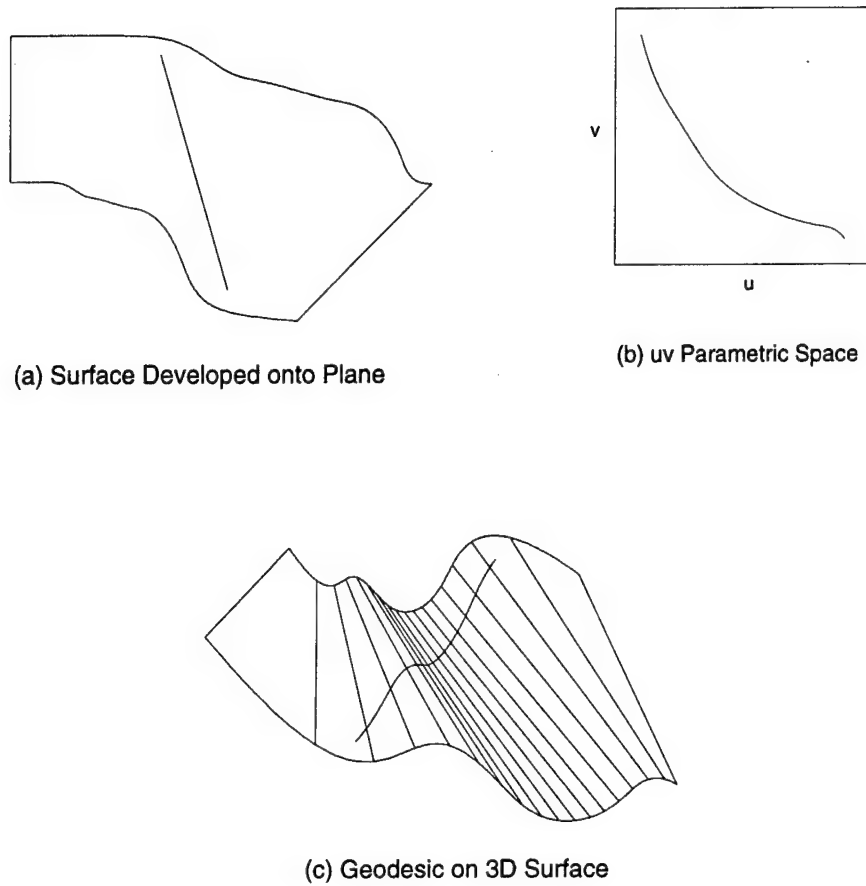 v
u
(a) Surface Developed onto Plane
(b) uv Parametric Space
(c) Geodesic on 3D Surface